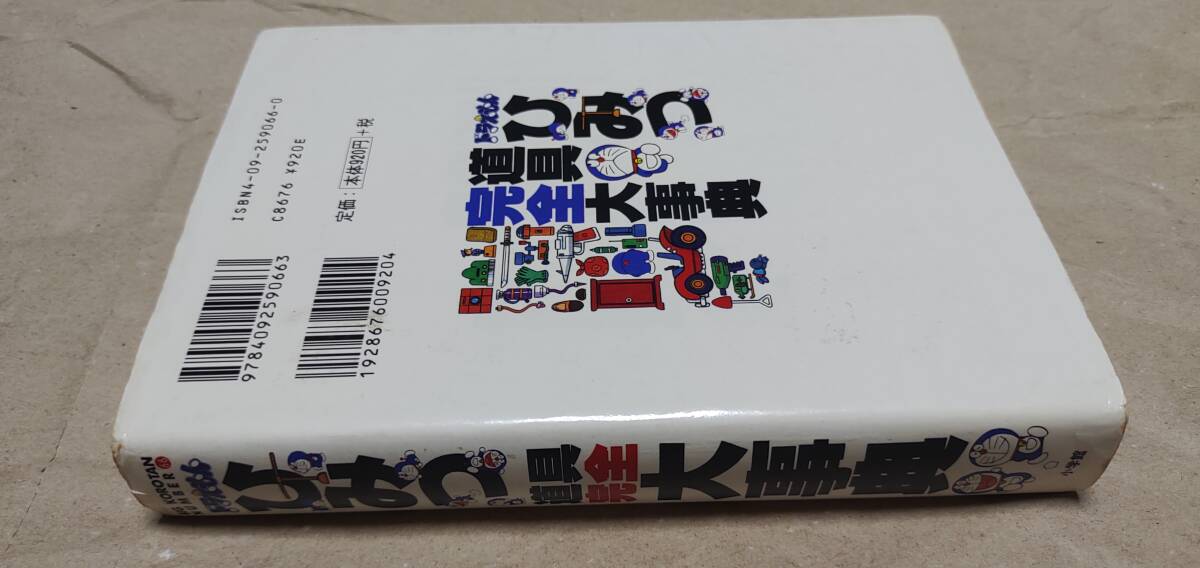 ドラえもん
ひみつ
道具
完全大事典
ISBN4-09-259066-0
C8676 ¥920E
定価：本体920円+税
9784092590663
1928676009204
KOROTAN
ドラえもん
ひみつ
道具
完全
大事典
小学館